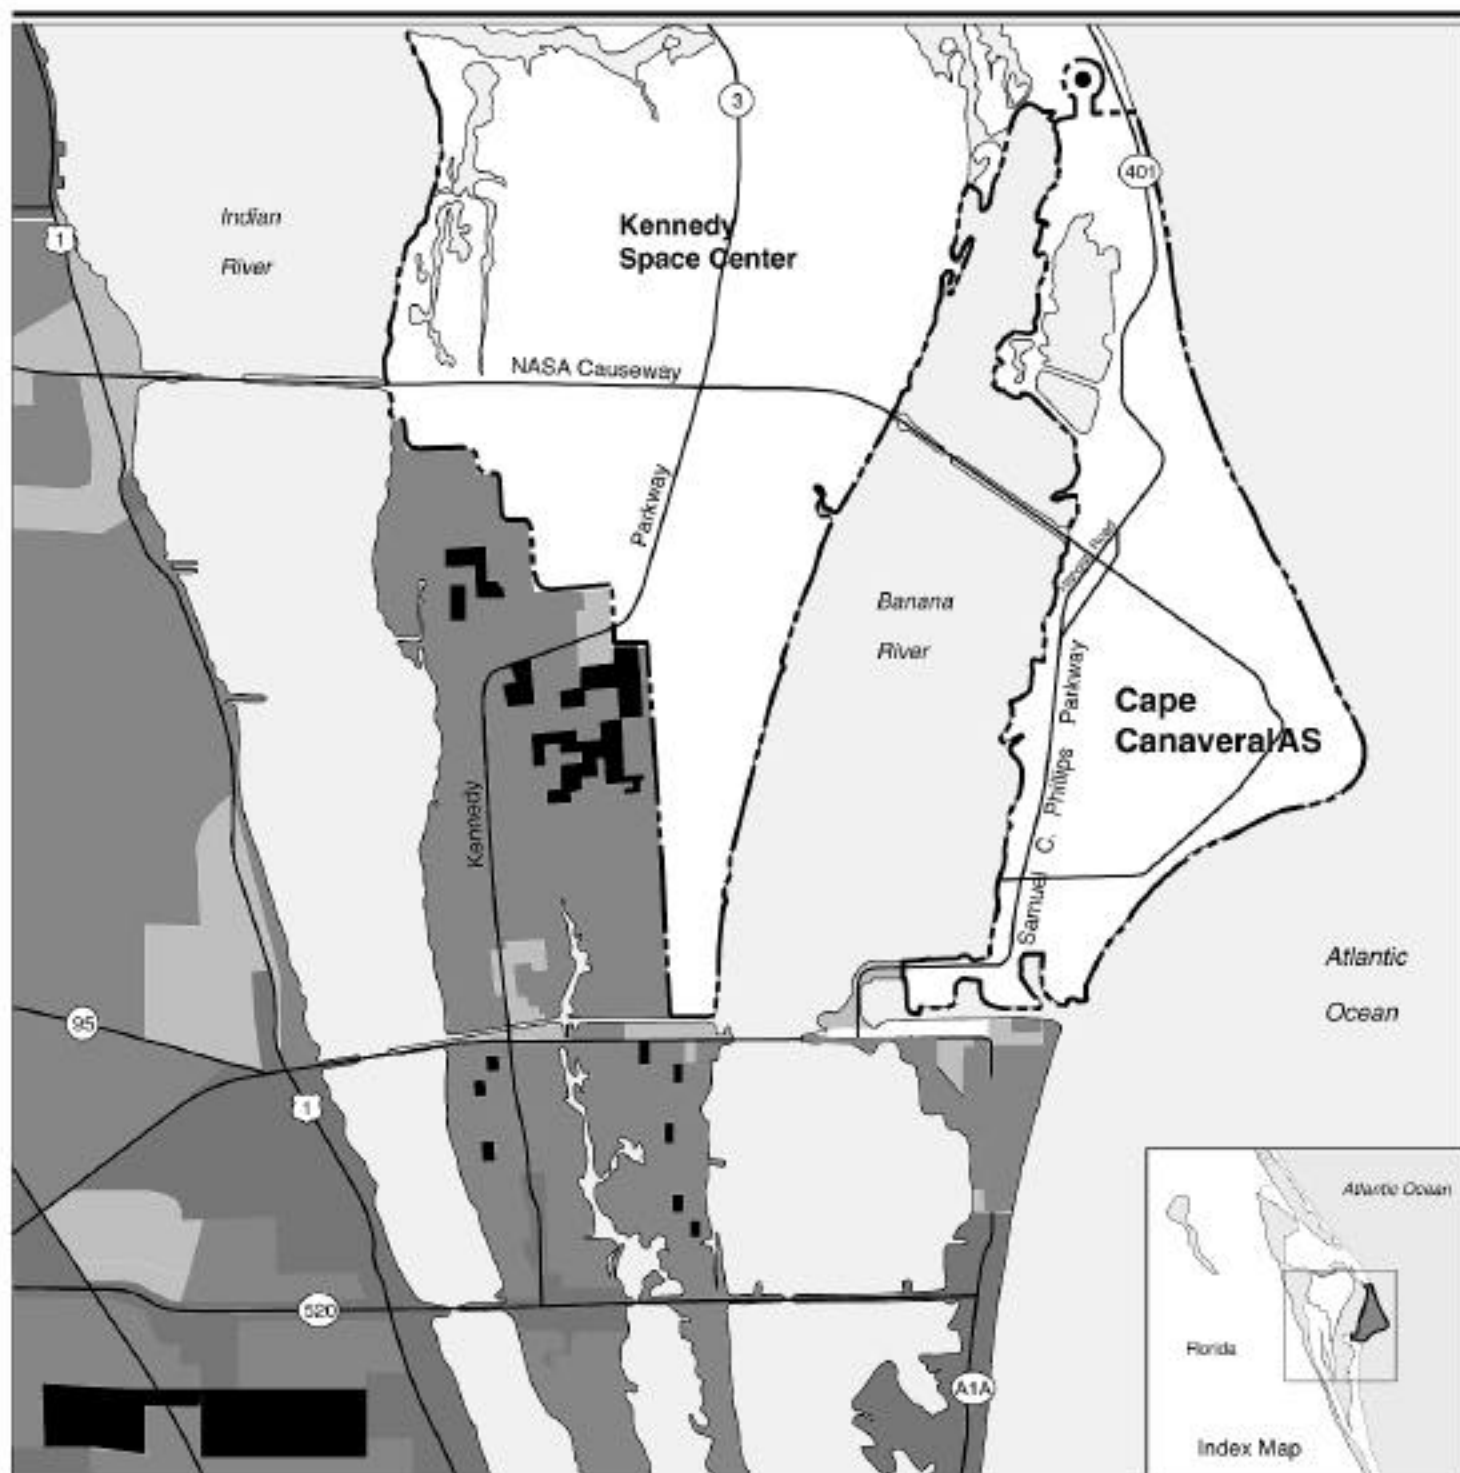 3
401
Indian
River
1
Kennedy
Space Center
NASA Causeway
Parkway
Road
Banana
River
Cape
Canaveral AS
Samuel C. Phillips Parkway
Kennedy
Atlantic
Ocean
95
1
Atlantic Ocean
520
Florida
A1A
Index Map